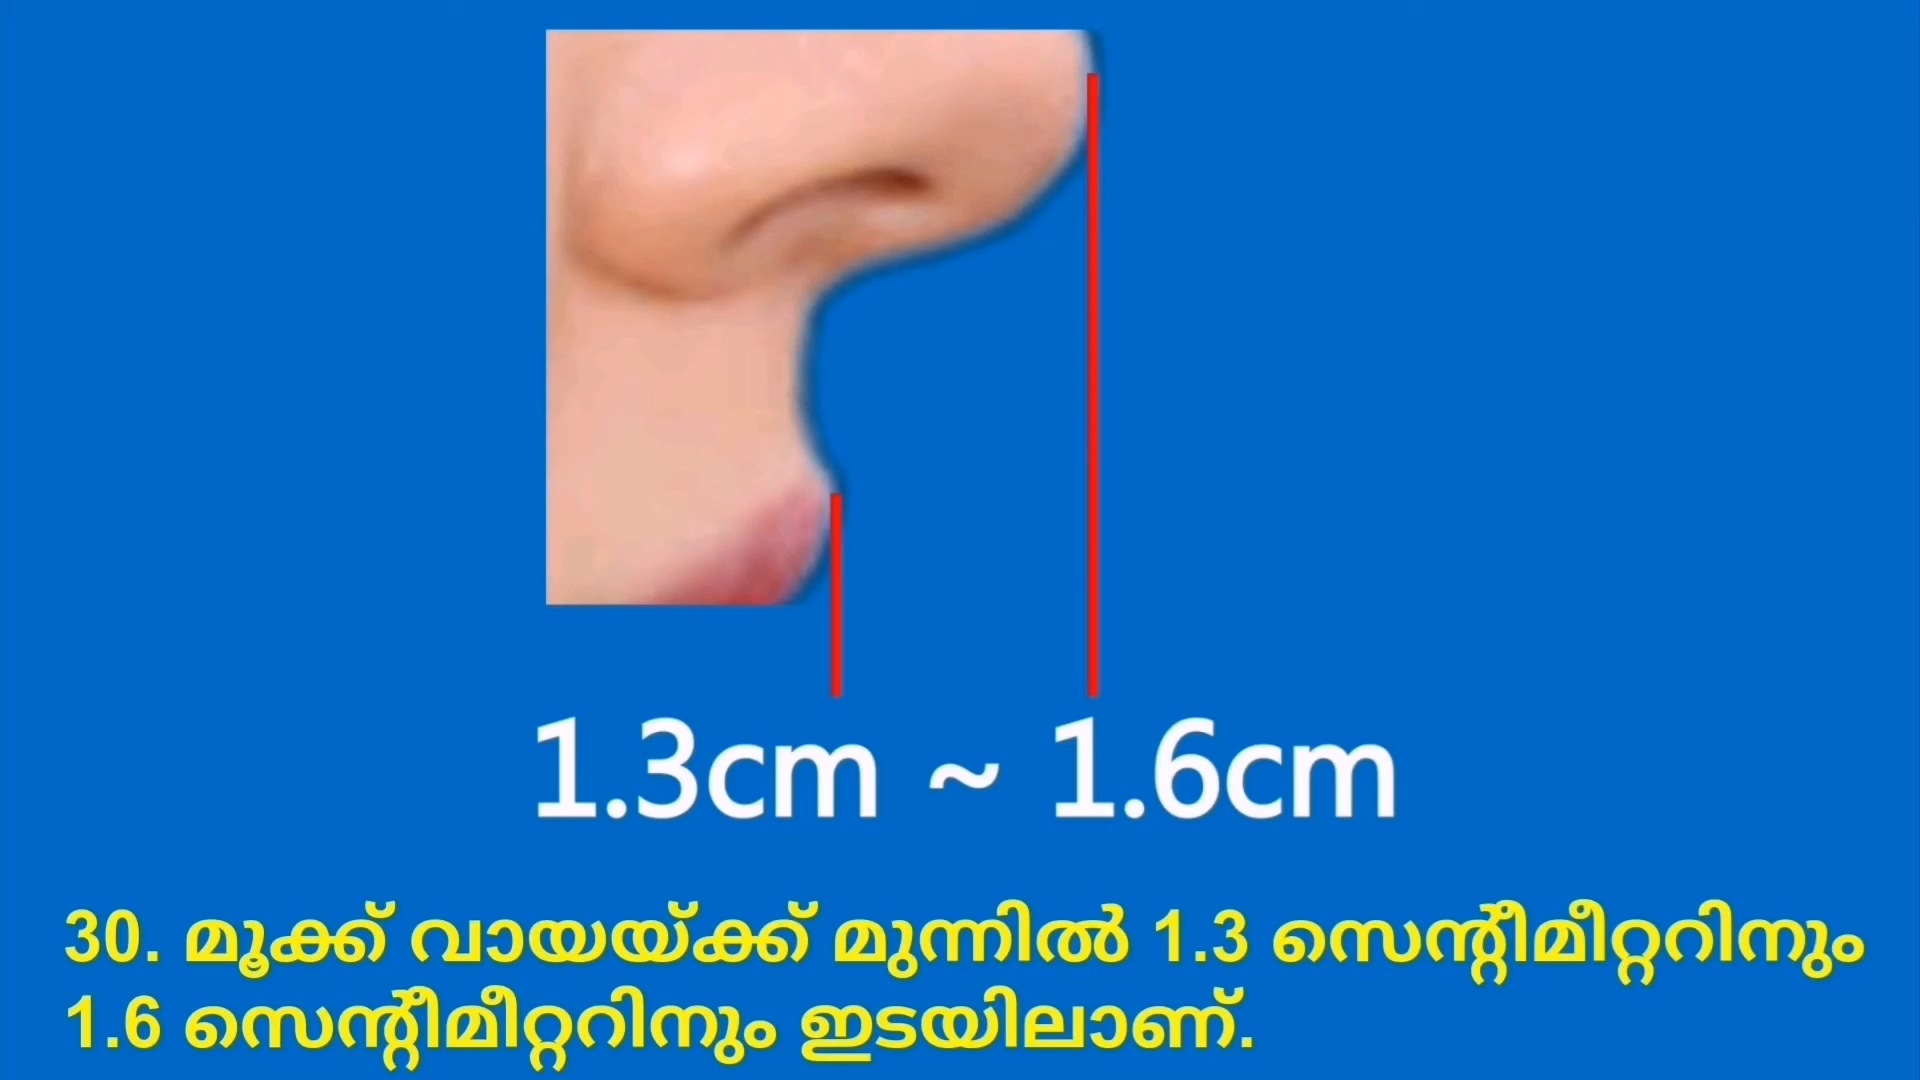 1.3cm ~ 1.6cm
30. മൂക്ക് വായയ്ക്ക് മുന്നിൽ 1.3 സെന്റീമീറ്ററിനും
1.6 സെന്റീമീറ്ററിനും ഇടയിലാണ്.